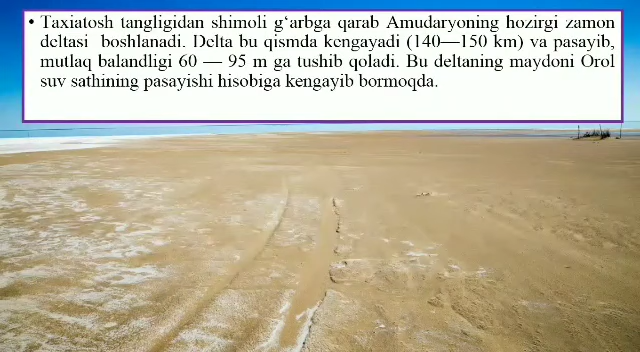 • Taxiatosh tangligidan shimoli g‘arbga qarab Amudaryoning hozirgi zamon
deltasi boshlanadi. Delta bu qismda kengayadi (140—150 km) va pasayib,
mutlaq balandligi 60 — 95 m ga tushib qoladi. Bu deltaning maydoni Orol
suv sathining pasayishi hisobiga kengayib bormoqda.